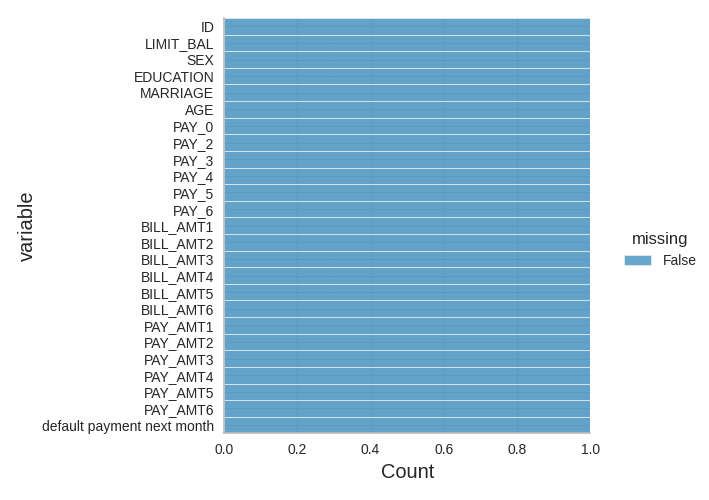 ID
LIMIT_BAL
SEX
EDUCATION
MARRIAGE
AGE
PAY_0
PAY_2
PAY_3
PAY_4
PAY_5
PAY_6
BILL_AMT1
BILL_AMT2
BILL_AMT3
BILL_AMT4
BILL_AMT5
BILL_AMT6
PAY_AMT1
PAY_AMT2
PAY_AMT3
PAY_AMT4
PAY_AMT5
PAY_AMT6
default payment next month
variable
0.0 0.2 0.4 0.6 0.8 1.0
Count
missing
False